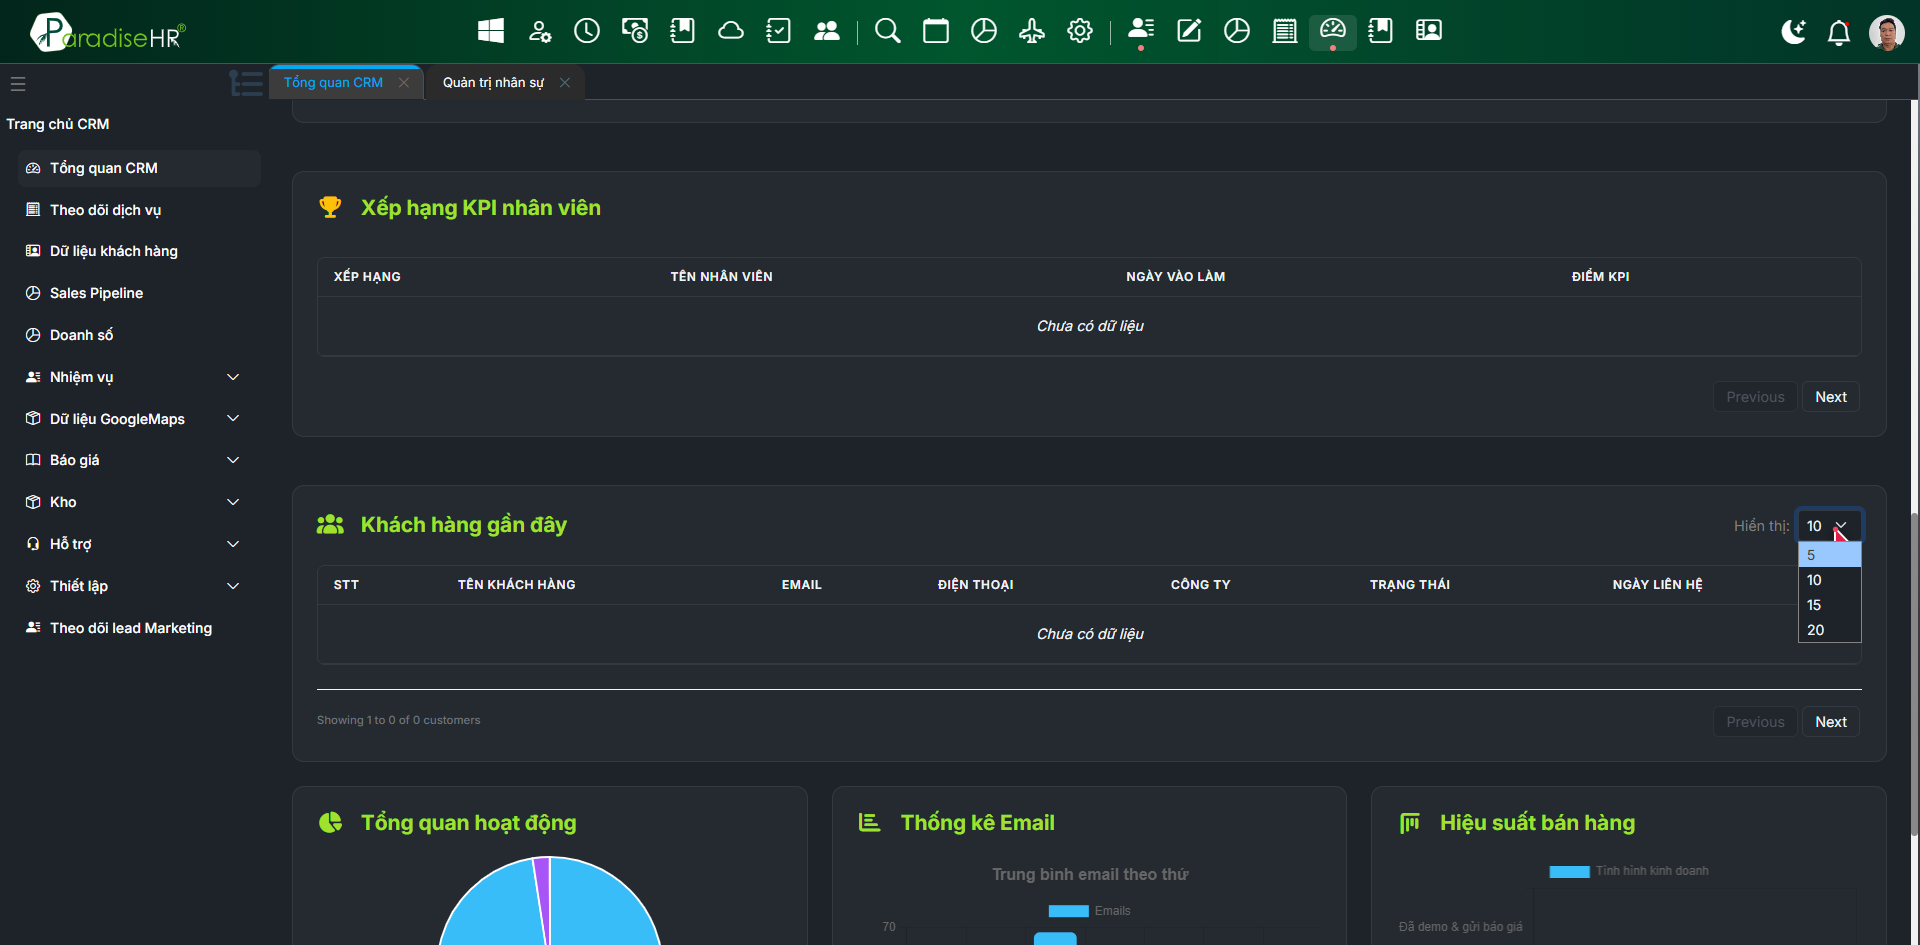 ParadiseHR®
Tổng quan CRM
Quản trị nhân sự
Trang chủ CRM
Tổng quan CRM
Theo dõi dịch vụ
Dữ liệu khách hàng
Sales Pipeline
Doanh số
Nhiệm vụ
Dữ liệu GoogleMaps
Báo giá
Kho
Hỗ trợ
Thiết lập
Theo dõi lead Marketing
Xếp hạng KPI nhân viên
XẾP HẠNG TÊN NHÂN VIÊN NGÀY VÀO LÀM ĐIỂM KPI
Chưa có dữ liệu
Previous Next
Khách hàng gần đây
Hiển thị: 10
5
10
15
20
STT TÊN KHÁCH HÀNG EMAIL ĐIỆN THOẠI CÔNG TY TRẠNG THÁI NGÀY LIÊN HỆ
Chưa có dữ liệu
Showing 1 to 0 of 0 customers
Previous Next
Tổng quan hoạt động
Thống kê Email
Trung bình email theo thứ
Emails
70
Hiệu suất bán hàng
Tình hình kinh doanh
Đã demo & gửi báo giá